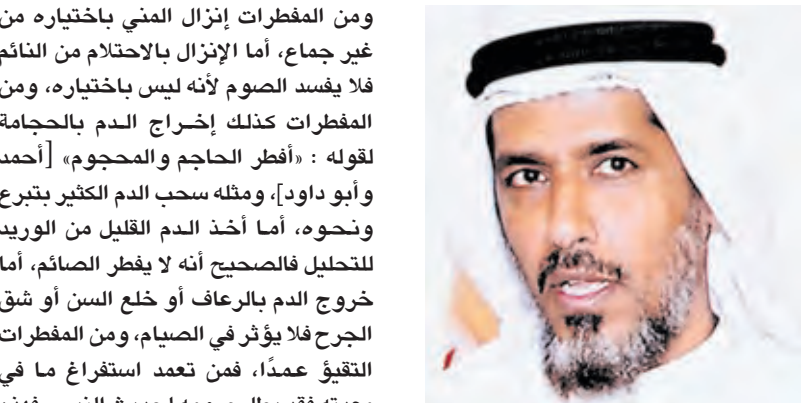 ومن المفطرات إنزال المني باختياره من
غير جماع، أما الإنزال بالاحتلام من النائم
فلا يفسد الصوم لأنه ليس باختياره، ومن
المفطرات كذلك إخراج الدم بالحجامة
لقوله : «أفطر الحاجم والمحجوم» [أحمد
وأبو داود]، ومثله سحب الدم الكثير بتبرع
ونحوه، أما أخذ الدم القليل من الوريد
للتحليل فالصحيح أنه لا يفطر الصائم، أما
خروج الدم بالرعاف أو خلع السن أو شق
الجرح فلا يؤثر في الصيام، ومن المفطرات
التقيؤ عمدًا، فمن تعمد استفراغ ما في